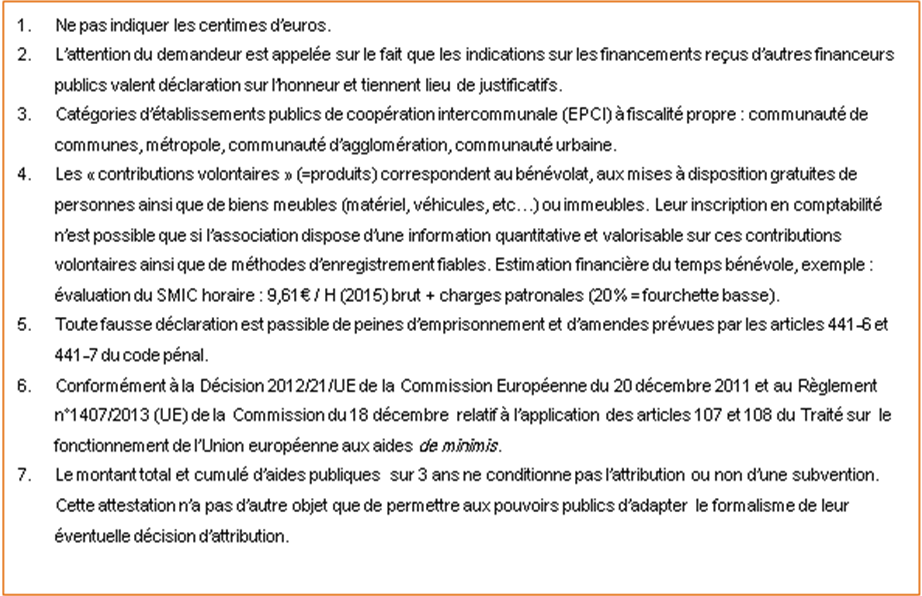 1. Ne pas indiquer les centimes d'euros.
2. L'attention du demandeur est appelée sur le fait que les indications sur les financements reçus d'autres financeurs
publics valent déclaration sur l'honneur et tiennent lieu de justificatifs.
3. Catégories d'établissements publics de coopération intercommunale (EPCI) à fiscalité propre : communauté de
communes, métropole, communauté d'agglomération, communauté urbaine.
4. Les « contributions volontaires » (=produits) correspondent au bénévolat, aux mises à disposition gratuites de
personnes ainsi que de biens meubles (matériel, véhicules, etc…) ou immeubles. Leur inscription en comptabilité
n'est possible que si l'association dispose d'une information quantitative et valorisable sur ces contributions
volontaires ainsi que de méthodes d'enregistrement fiables. Estimation financière du temps bénévole, exemple :
évaluation du SMIC horaire : 9,61€ / H (2015) brut + charges patronales (20% = fourchette basse).
5. Toute fausse déclaration est passible de peines d'emprisonnement et d'amendes prévues par les articles 441-6 et
441-7 du code pénal.
6. Conformément à la Décision 2012/21/UE de la Commission Européenne du 20 décembre 2011 et au Règlement
n°1407/2013 (UE) de la Commission du 18 décembre relatif à l'application des articles 107 et 108 du Traité sur le
fonctionnement de l'Union européenne aux aides de minimis.
7. Le montant total et cumulé d'aides publiques sur 3 ans ne conditionne pas l'attribution ou non d'une subvention.
Cette attestation n'a pas d'autre objet que de permettre aux pouvoirs publics d'adapter le formalisme de leur
éventuelle décision d'attribution.